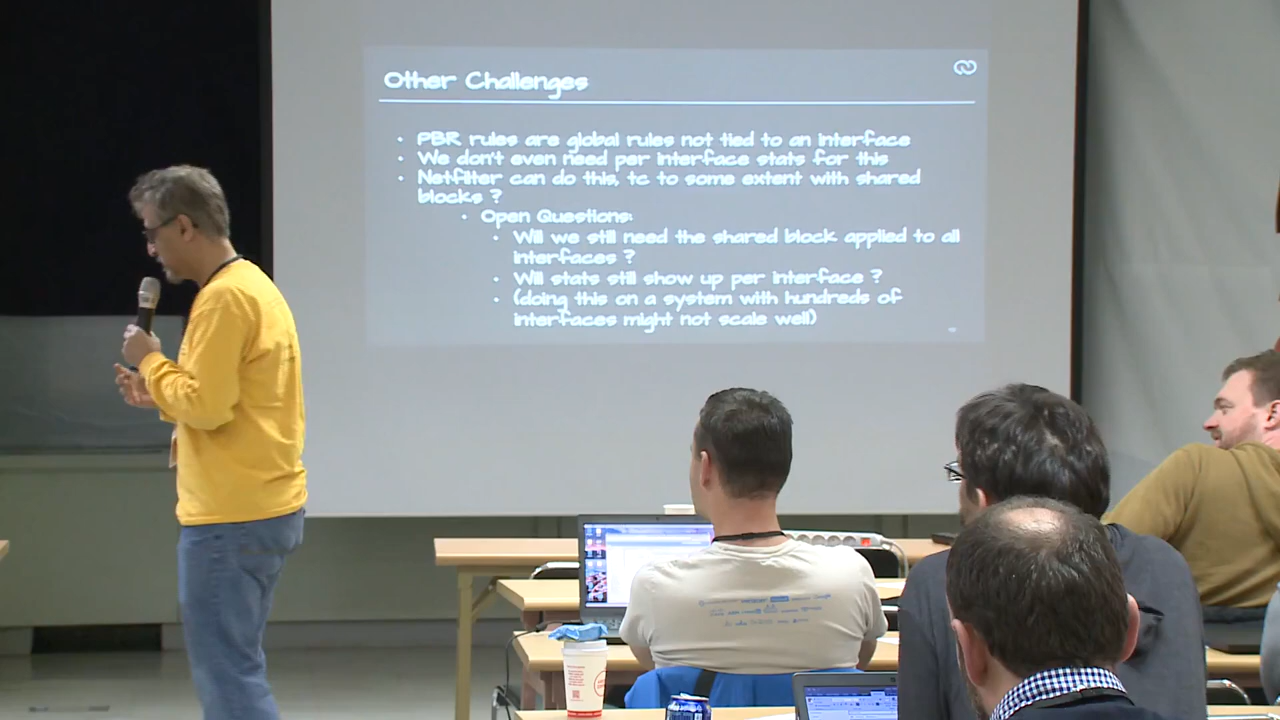 Other Challenges
• PBR rules are global rules not tied to an interface
• We don't even need per interface stats for this
• Netfilter can do this, tc to some extent with shared
blocks ?
• Open Questions:
• Will we still need the shared block applied to all
interfaces ?
• Will stats still show up per interface ?
• (doing this on a system with hundreds of
interfaces might not scale well)